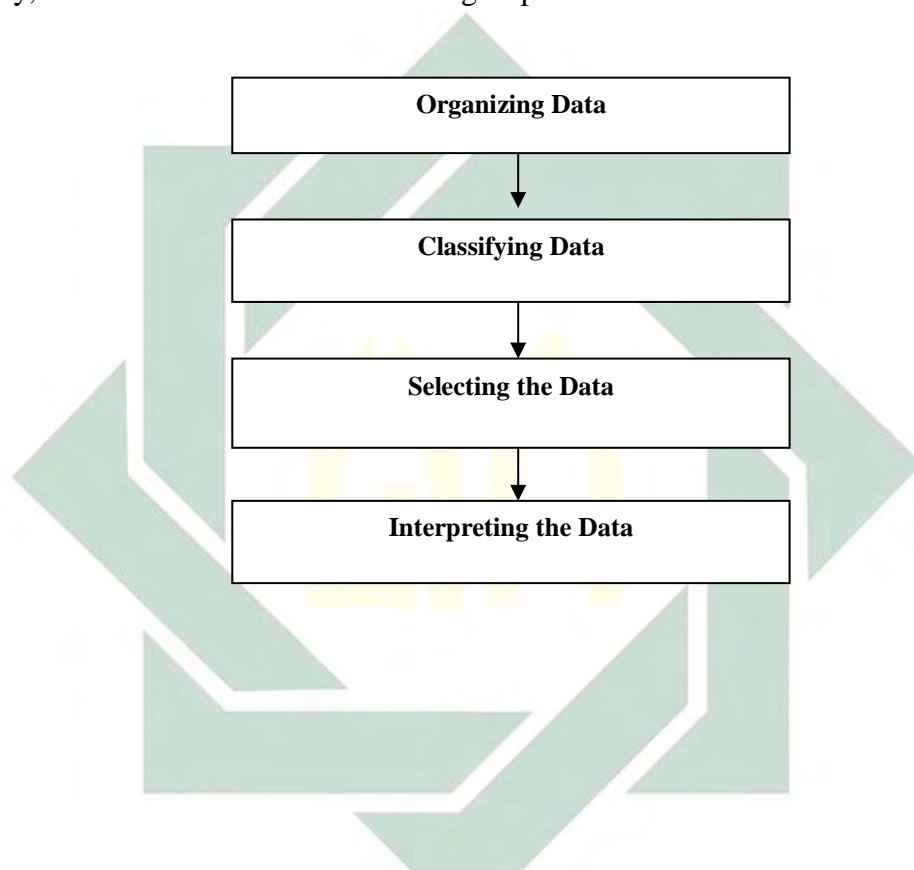 Organizing Data
Classifying Data
Selecting the Data
Interpreting the Data